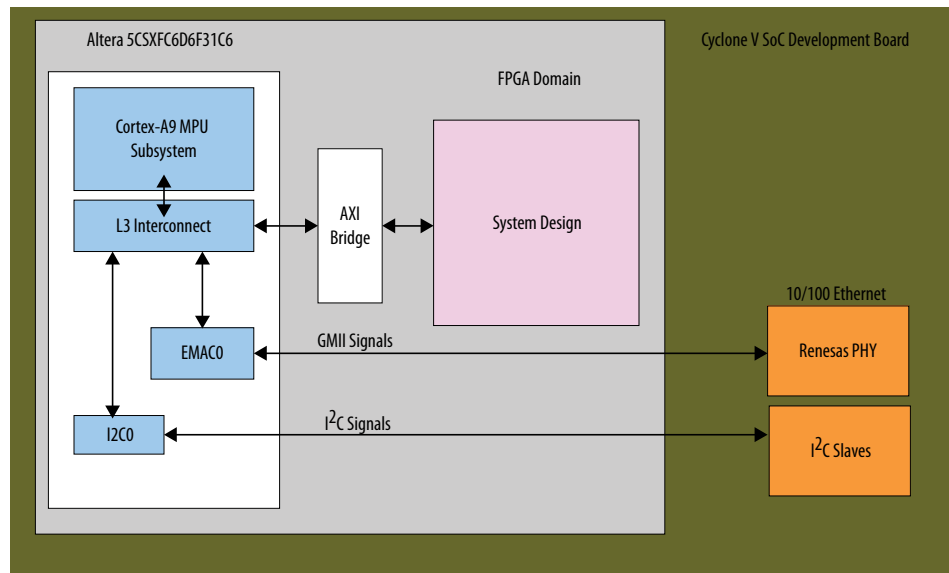 Altera 5CSXFC6D6F31C6
Cyclone V SoC Development Board
FPGA Domain
Cortex-A9 MPU
Subsystem
L3 Interconnect
AXI
Bridge
System Design
10/100 Ethernet
EMAC0
GMII Signals
Renesas PHY
I2C0
I²C Signals
I²C Slaves